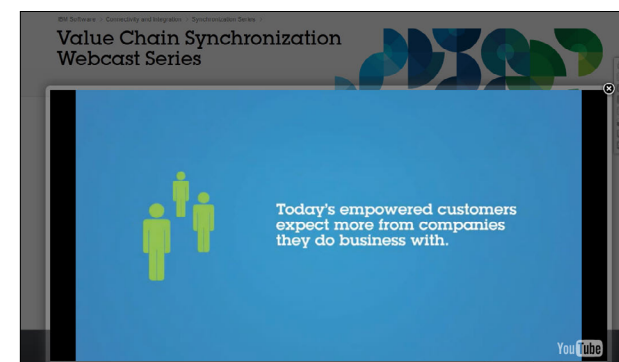 IBM Software > Connectivity and Integration > Synchronization Series >
Value Chain Synchronization
Webcast Series
Today's empowered customers
expect more from companies
they do business with.
YouTube